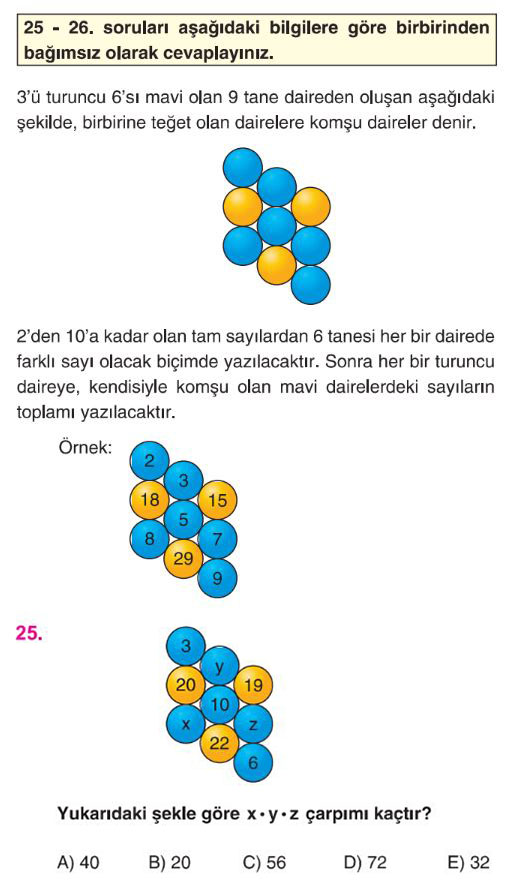 25 - 26. soruları aşağıdaki bilgilere göre birbirinden
bağımsız olarak cevaplayınız.
3'ü turuncu 6'sı mavi olan 9 tane daireden oluşan aşağıdaki
şekilde, birbirine teğet olan dairelere komşu daireler denir.
2'den 10'a kadar olan tam sayılardan 6 tanesi her bir dairede
farklı sayı olacak biçimde yazılacaktır. Sonra her bir turuncu
daireye, kendisiyle komşu olan mavi dairelerdeki sayıların
toplamı yazılacaktır.
Örnek:
2
3
18 15
5
8 7
29
9
25.
3
y
20 19
10
x z
22
6
Yukarıdaki şekle göre x•y•z çarpımı kaçtır?
A) 40 B) 20 C) 56 D) 72 E) 32